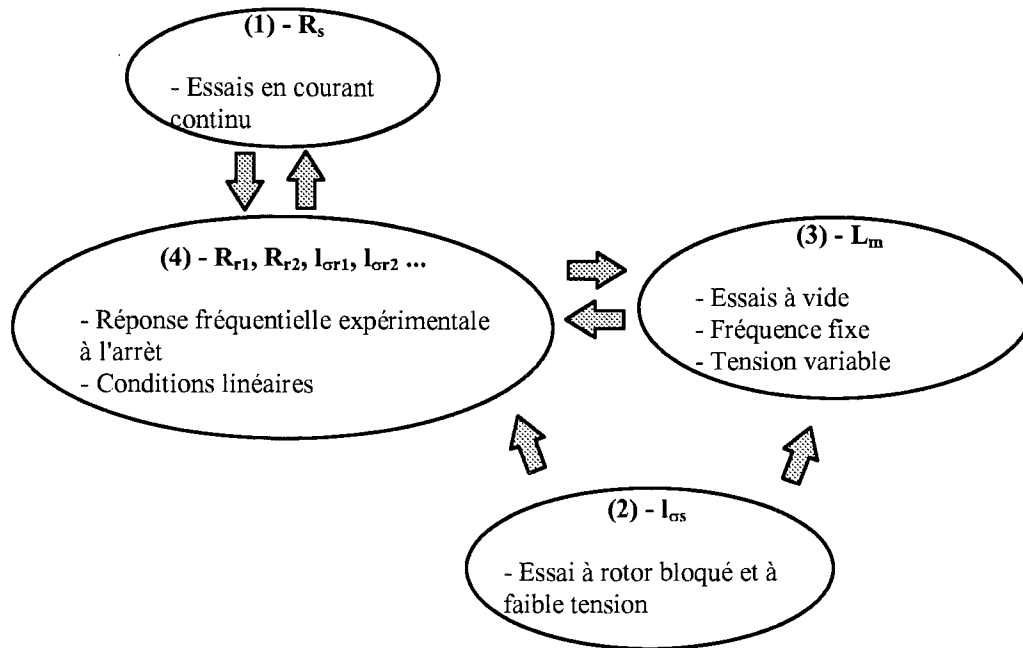 (1) - Rs
- Essais en courant
continu
(4) - Rr1, Rr2, lσr1, lσr2 ...
- Réponse fréquentielle expérimentale
à l'arrèt
- Conditions linéaires
(3) - Lm
- Essais à vide
- Fréquence fixe
- Tension variable
(2) - lσs
- Essai à rotor bloqué et à
faible tension